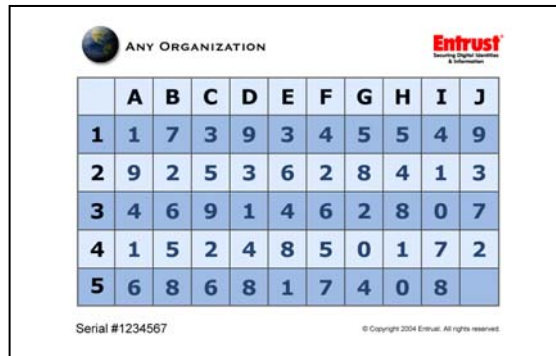 ANY ORGANIZATION
Entrust
Securing Digital Identities
& Information
A B C D E F G H I J
1 1 7 3 9 3 4 5 5 4 9
2 9 2 5 3 6 2 8 4 1 3
3 4 6 9 1 4 6 2 8 0 7
4 1 5 2 4 8 5 0 1 7 2
5 6 8 6 8 1 7 4 0 8
Serial #1234567
© Copyright 2004 Entrust. All rights reserved.